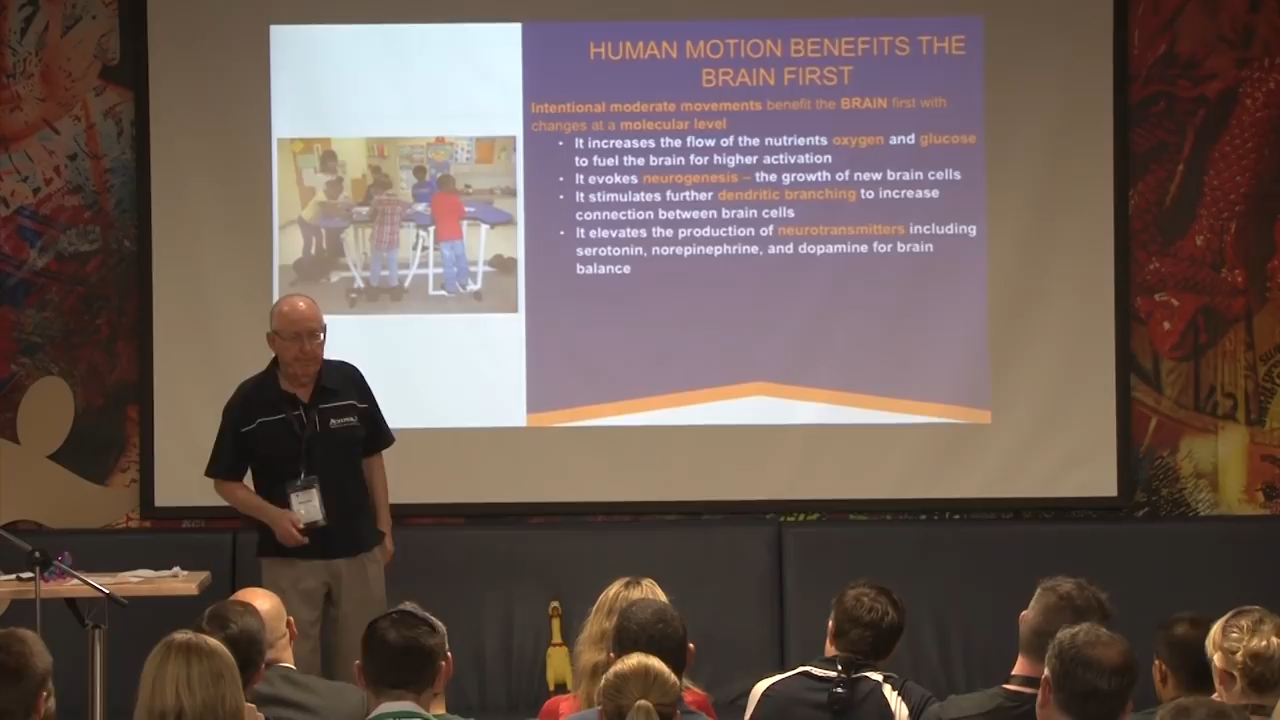 HUMAN MOTION BENEFITS THE
BRAIN FIRST
Intentional moderate movements benefit the BRAIN first with
changes at a molecular level
• It increases the flow of the nutrients oxygen and glucose
to fuel the brain for higher activation
• It evokes neurogenesis – the growth of new brain cells
• It stimulates further dendritic branching to increase
connection between brain cells
• It elevates the production of neurotransmitters including
serotonin, norepinephrine, and dopamine for brain
balance